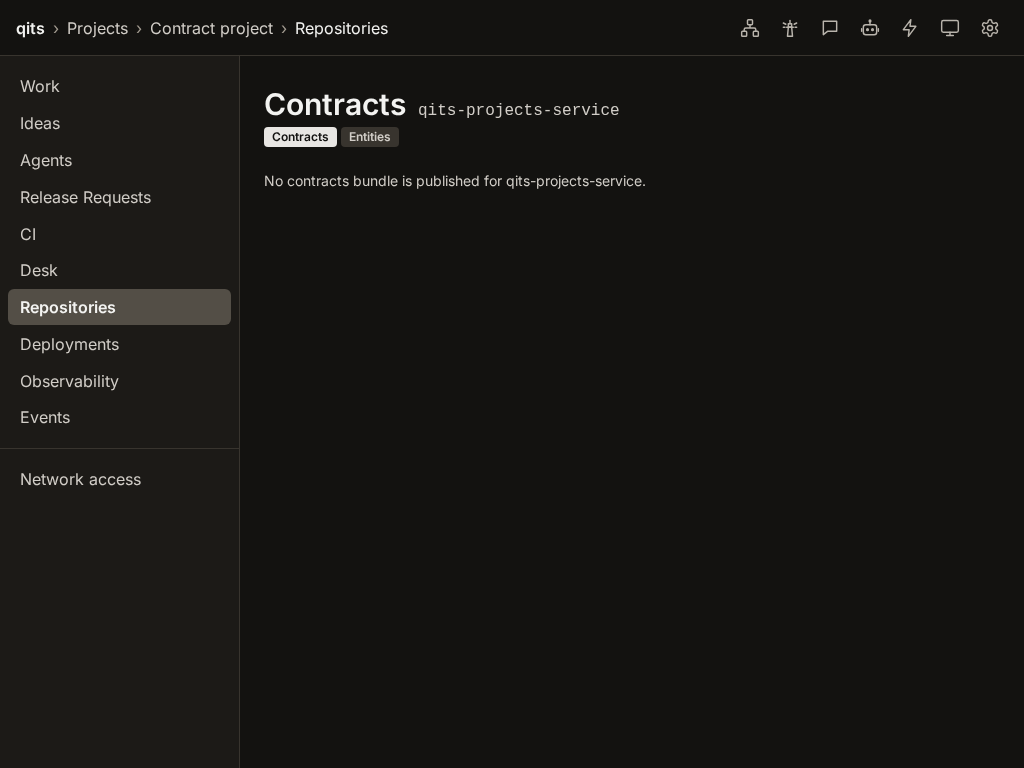 qits › Projects › Contract project › Repositories
Work
Ideas
Agents
Release Requests
CI
Desk
Repositories
Deployments
Observability
Events
Network access
Contracts qits-projects-service
Contracts Entities
No contracts bundle is published for qits-projects-service.